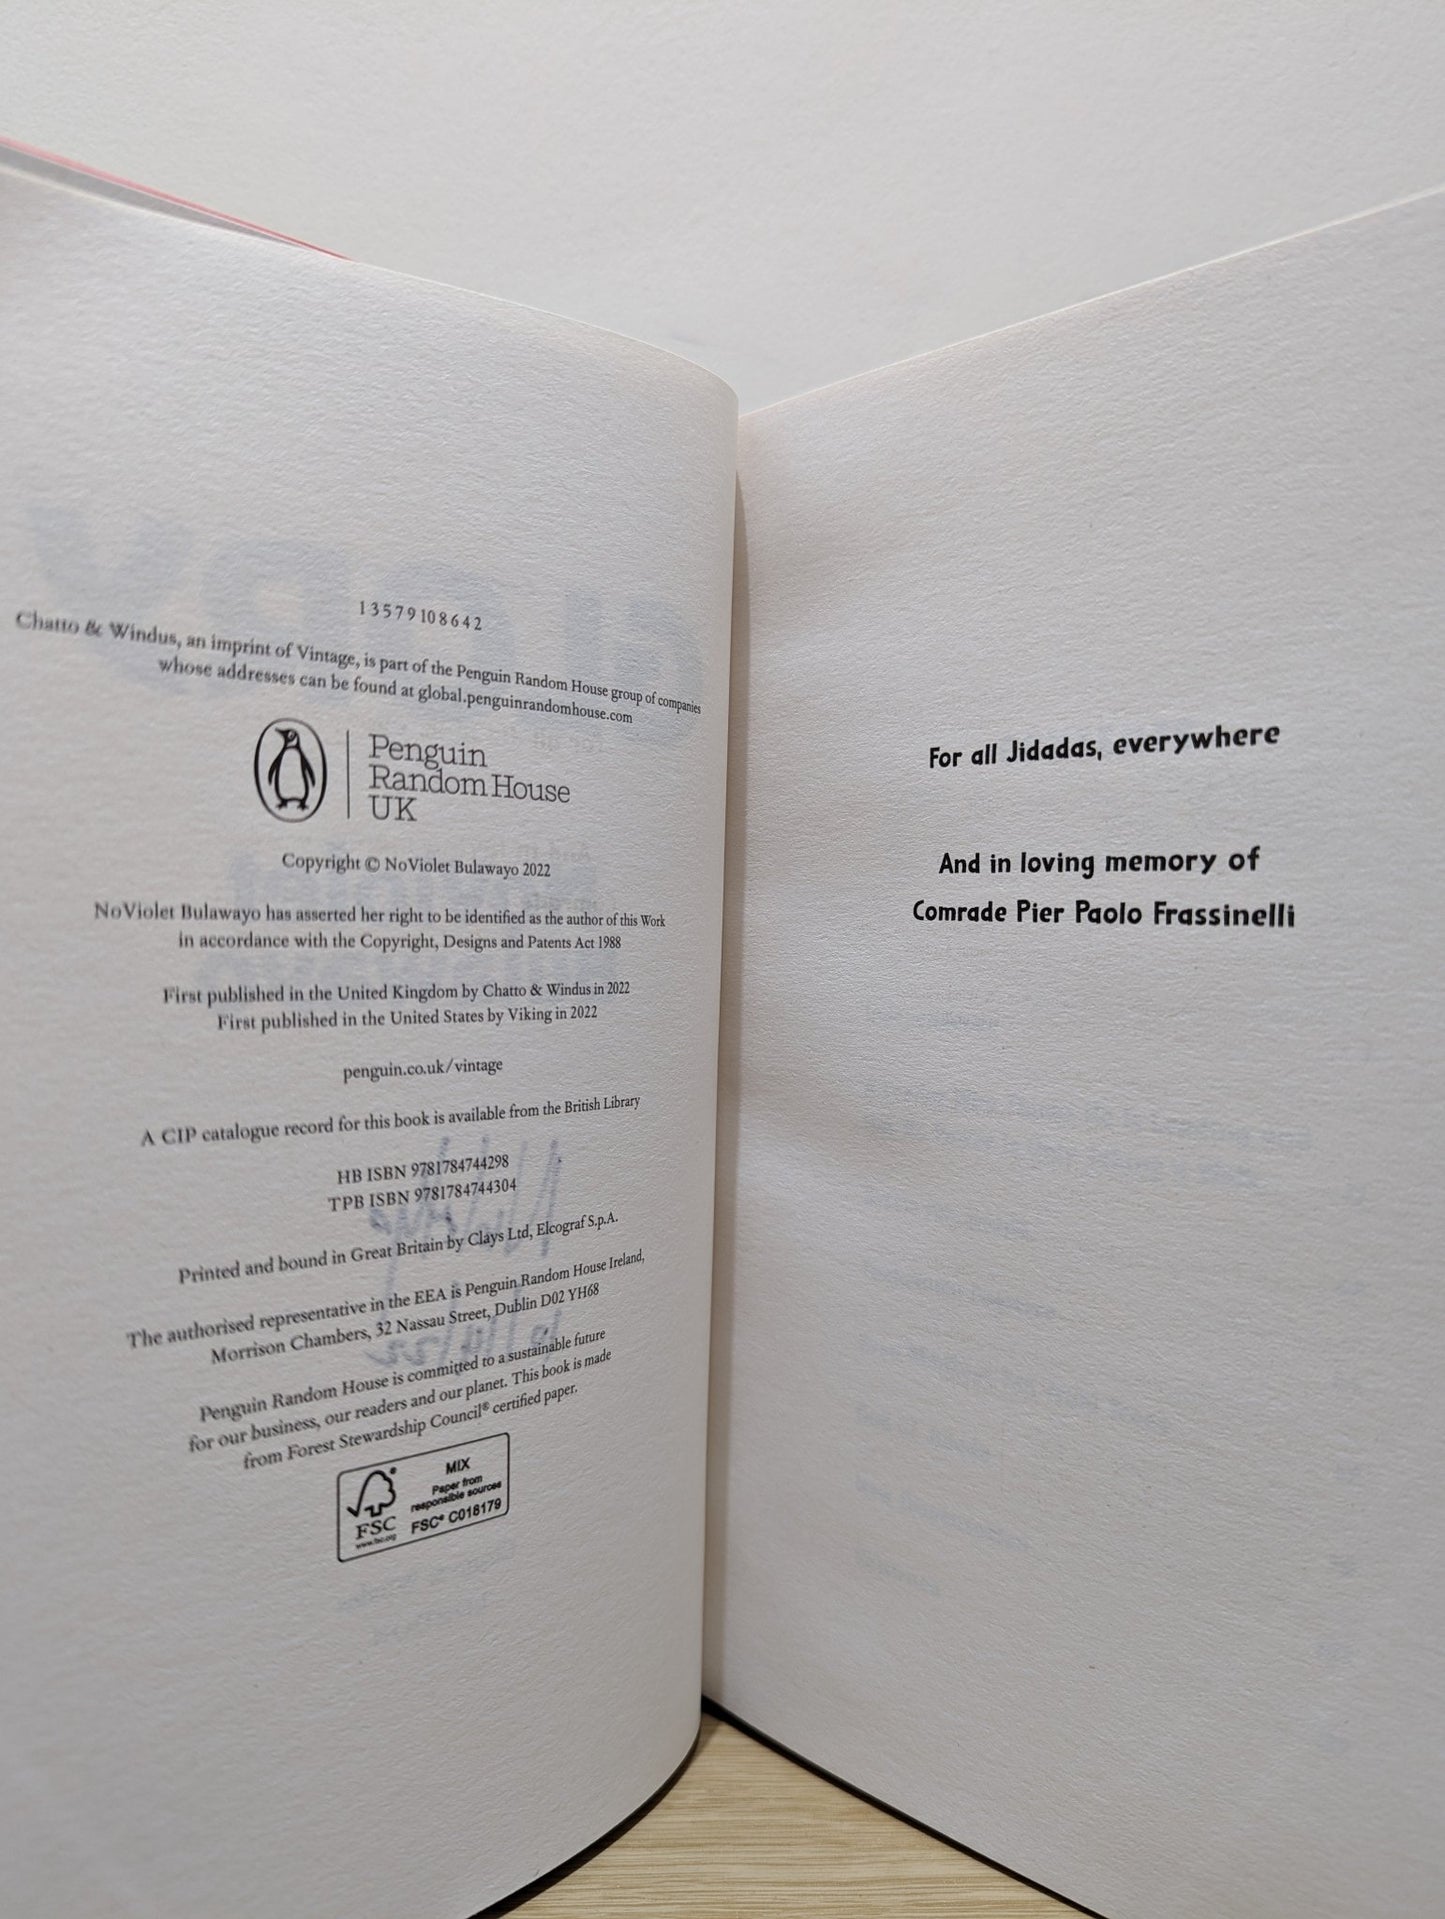 1 3 5 7 9 10 8 6 4 2
Chatto & Windus, an imprint of Vintage, is part of the Penguin Random House group of companies
whose addresses can be found at global.penguinrandomhouse.com
Penguin
Random House
UK
Copyright © NoViolet Bulawayo 2022
NoViolet Bulawayo has asserted her right to be identified as the author of this Work
in accordance with the Copyright, Designs and Patents Act 1988
First published in the United Kingdom by Chatto & Windus in 2022
First published in the United States by Viking in 2022
penguin.co.uk/vintage
A CIP catalogue record for this book is available from the British Library
HB ISBN 9781784744298
TPB ISBN 9781784744304
Printed and bound in Great Britain by Clays Ltd, Elcograf S.p.A.
The authorised representative in the EEA is Penguin Random House Ireland,
Morrison Chambers, 32 Nassau Street, Dublin D02 YH68
Penguin Random House is committed to a sustainable future
for our business, our readers and our planet. This book is made
from Forest Stewardship Council® certified paper.
MIX
Paper from
responsible sources
FSC® C018179
FSC
www.fsc.org
For all Jidadas, everywhere
And in loving memory of
Comrade Pier Paolo Frassinelli